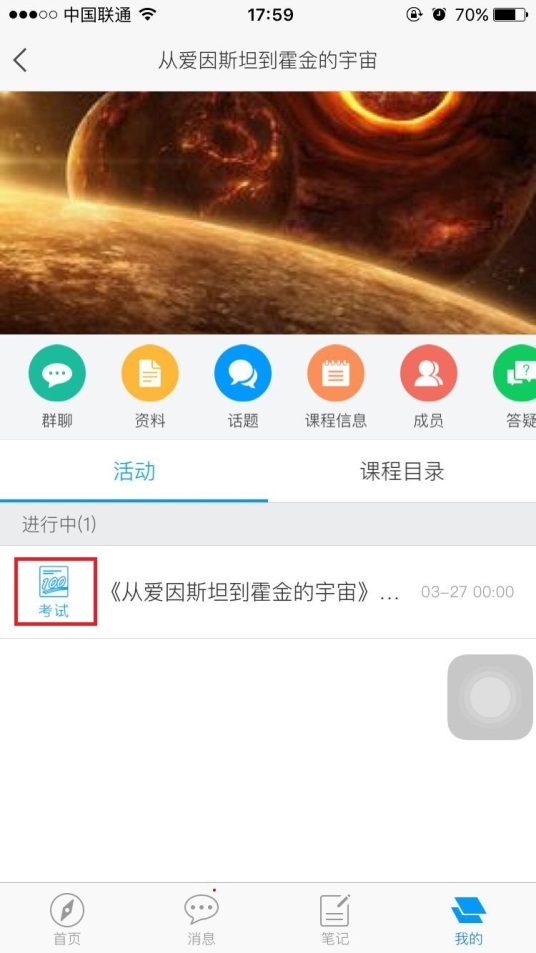 中国联通 17:59 70%
从爱因斯坦到霍金的宇宙
群聊 资料 话题 课程信息 成员 答疑
活动 课程目录
进行中(1)
100
考试
《从爱因斯坦到霍金的宇宙》... 03-27 00:00
首页 消息 笔记 我的